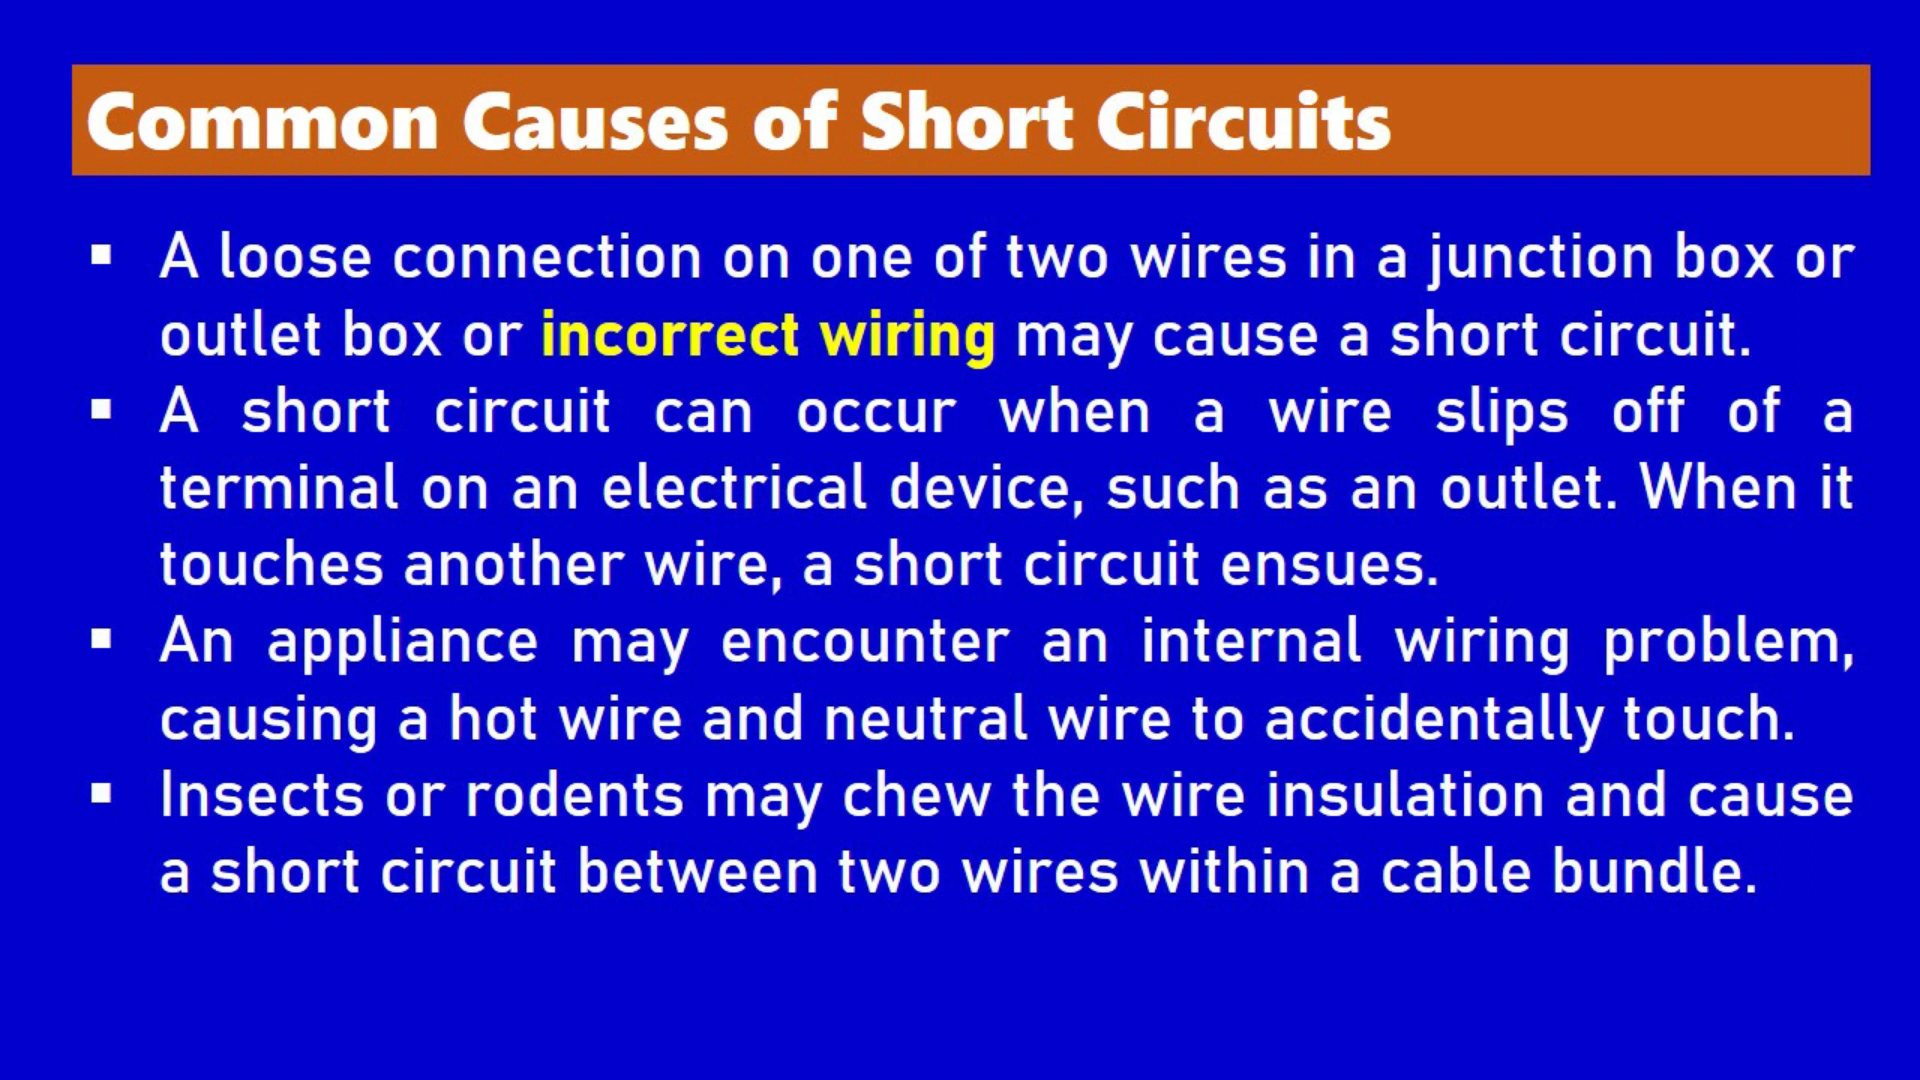 Common Causes of Short Circuits
▪ A loose connection on one of two wires in a junction box or
outlet box or incorrect wiring may cause a short circuit.
▪ A short circuit can occur when a wire slips off of a
terminal on an electrical device, such as an outlet. When it
touches another wire, a short circuit ensues.
▪ An appliance may encounter an internal wiring problem,
causing a hot wire and neutral wire to accidentally touch.
▪ Insects or rodents may chew the wire insulation and cause
a short circuit between two wires within a cable bundle.